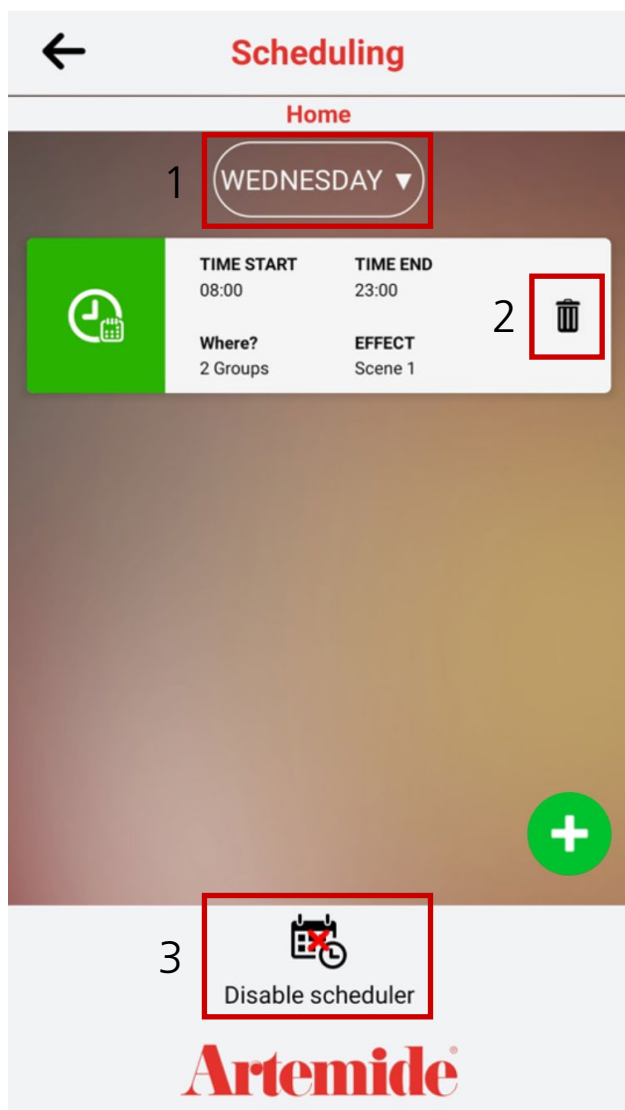 Scheduling
Home
1 WEDNESDAY ▼
TIME START TIME END
08:00 23:00
2
Where? EFFECT
2 Groups Scene 1
3
Disable scheduler
Artemide®